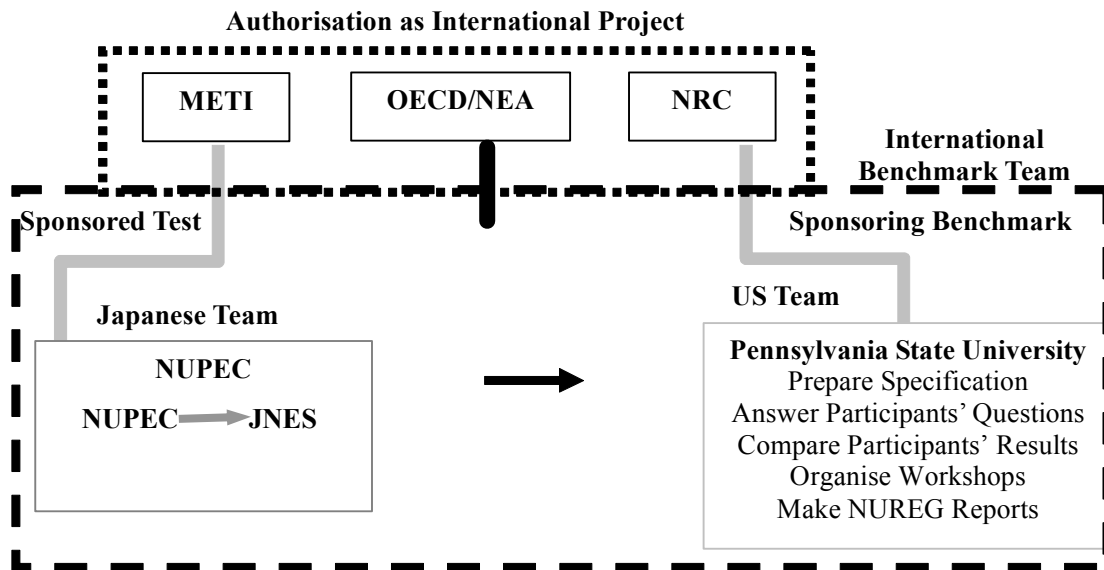 Authorisation as International Project
METI
OECD/NEA
NRC
International
Benchmark Team
Sponsored Test
Sponsoring Benchmark
Japanese Team
US Team
NUPEC
NUPEC JNES
Pennsylvania State University
Prepare Specification
Answer Participants’ Questions
Compare Participants’ Results
Organise Workshops
Make NUREG Reports